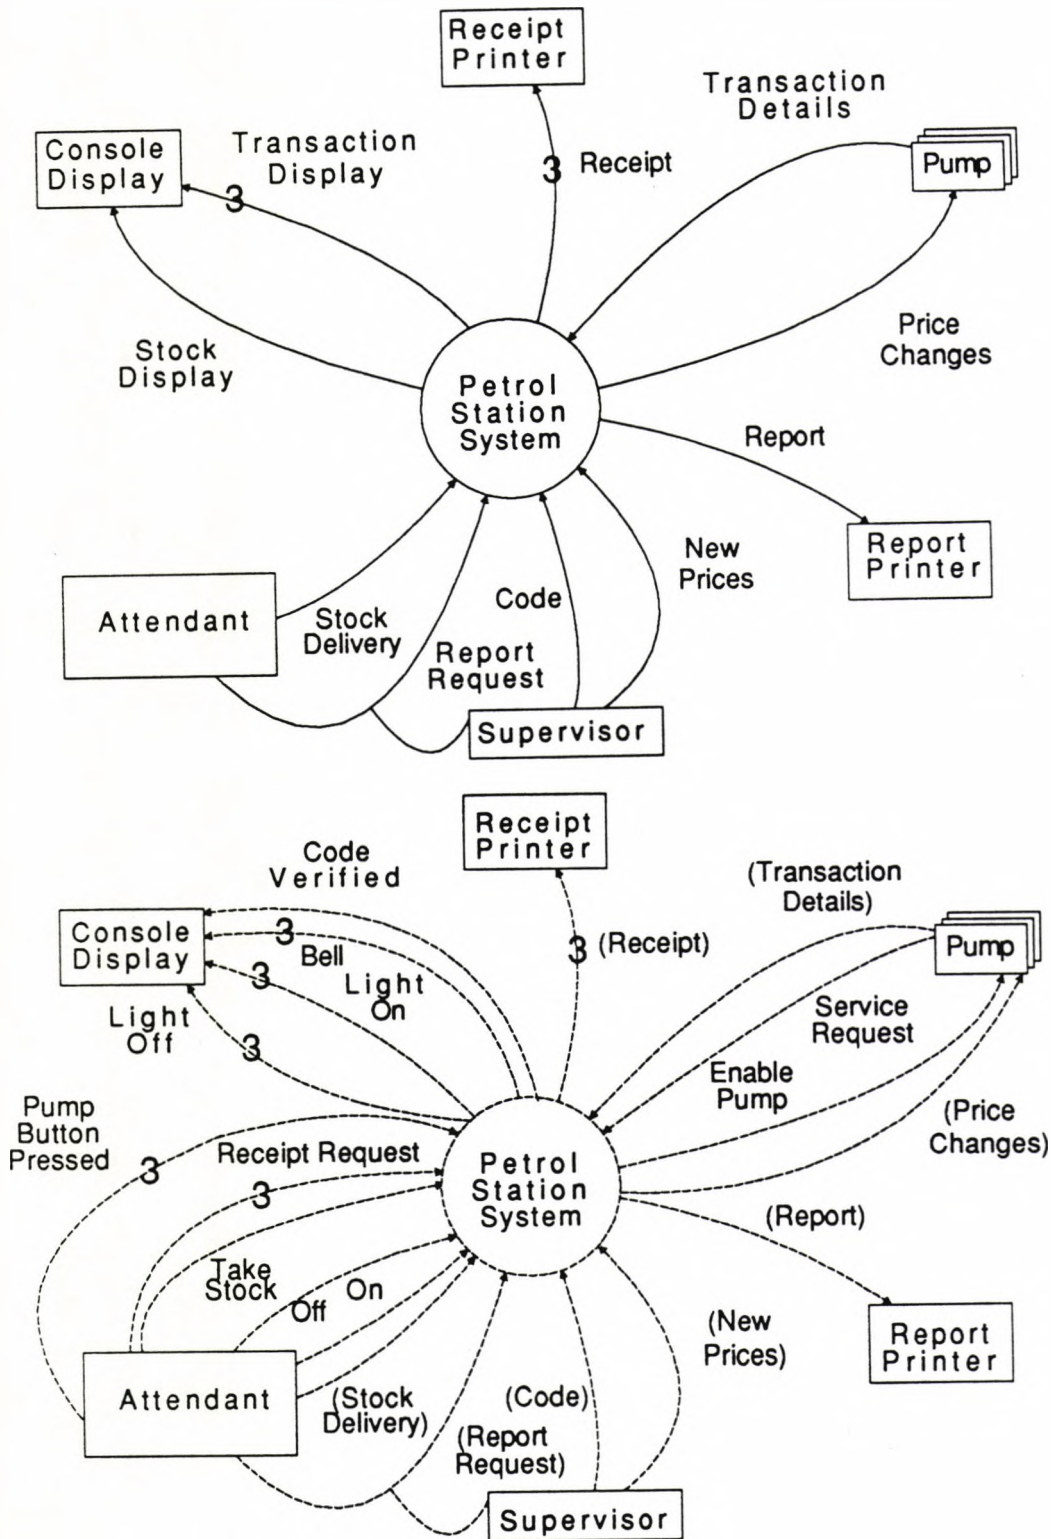 Receipt
Printer
Transaction
Details
Console
Display
Transaction
Display
3
3
Receipt
Pump
Stock
Display
Price
Changes
Petrol
Station
System
Report
Report
Printer
New
Prices
Attendant
Stock
Delivery
Code
Report
Request
Supervisor
Receipt
Printer
Code
Verified
(Transaction
Details)
Console
Display
3
Bell
3
Light
On
3
(Receipt)
Pump
Light
Off
3
Service
Request
Enable
Pump
Pump
Button
Pressed
3
Receipt Request
3
(Price
Changes)
Petrol
Station
System
(Report)
Take
Stock
Off
On
(New
Prices)
Report
Printer
Attendant
(Stock
Delivery)
(Code)
(Report
Request)
Supervisor